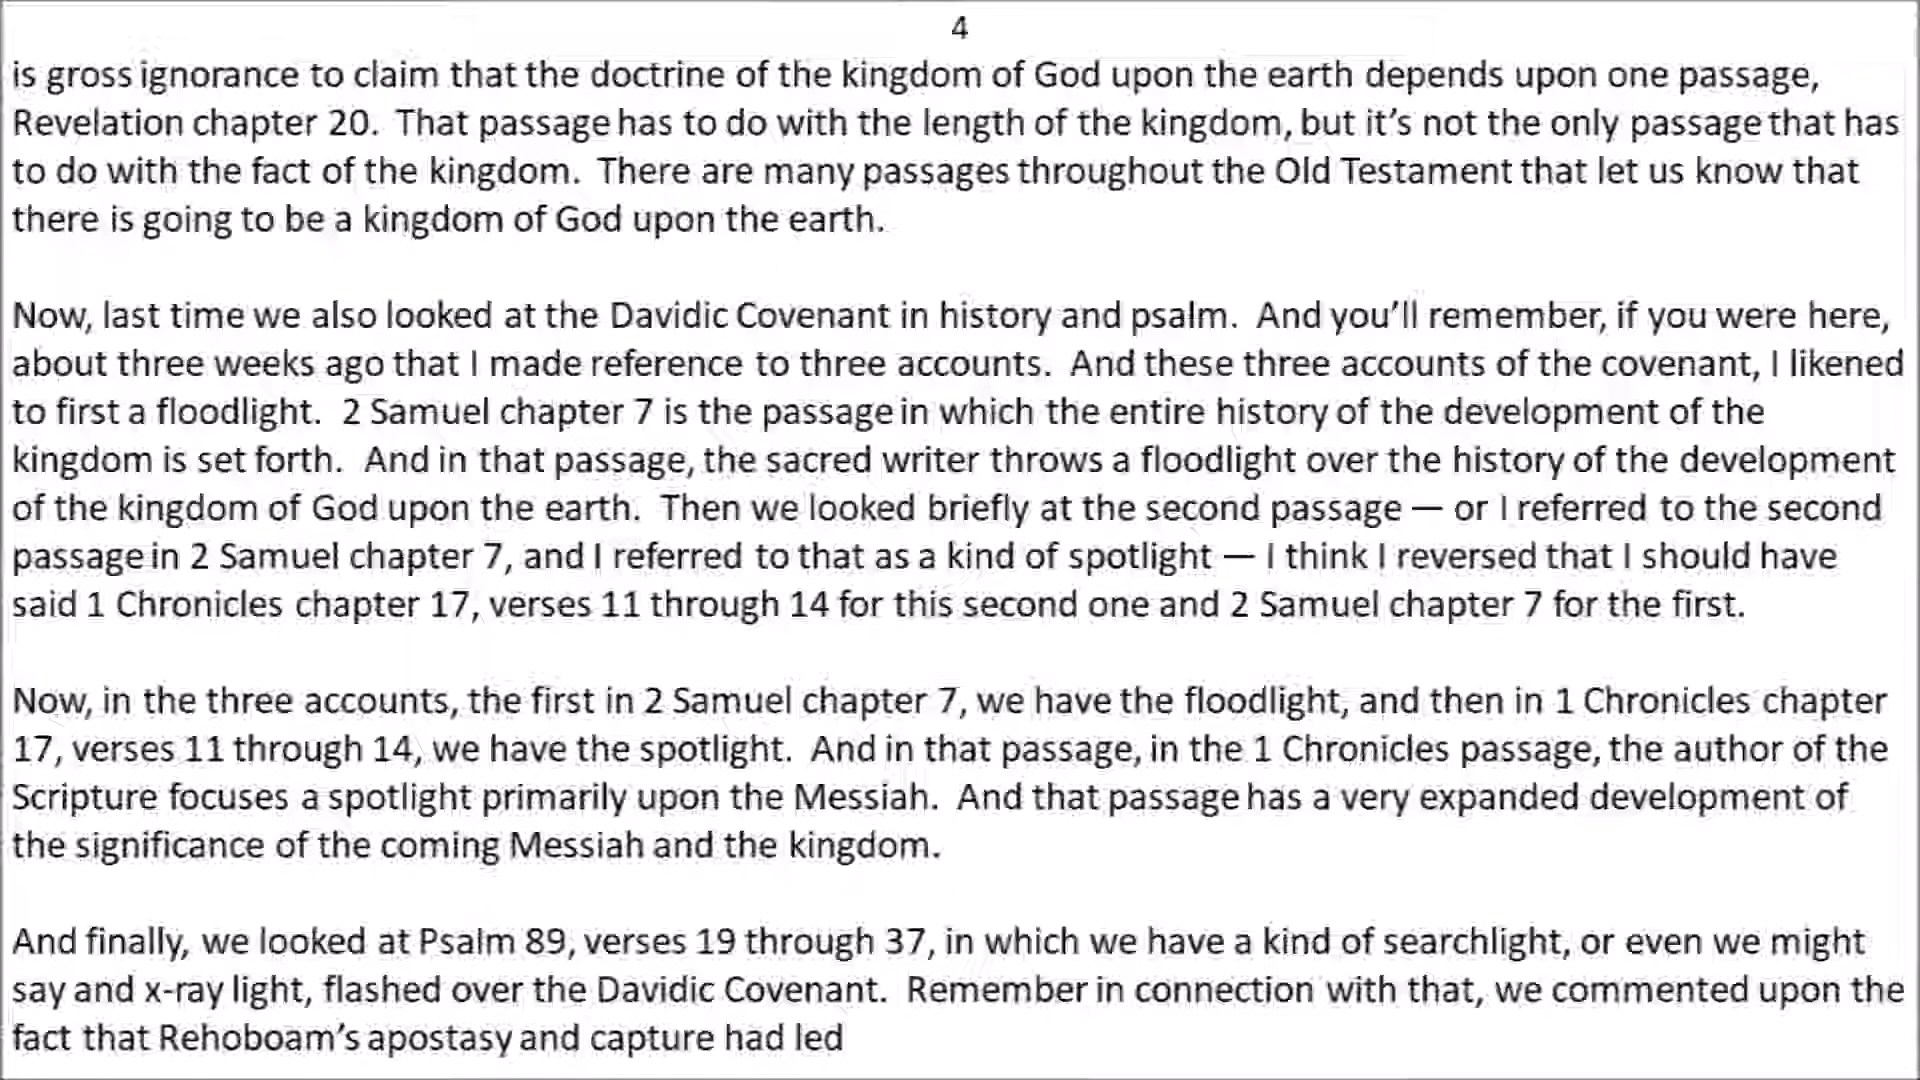 4
is gross ignorance to claim that the doctrine of the kingdom of God upon the earth depends upon one passage,
Revelation chapter 20.  That passage has to do with the length of the kingdom, but it’s not the only passage that has
to do with the fact of the kingdom.  There are many passages throughout the Old Testament that let us know that
there is going to be a kingdom of God upon the earth.
Now, last time we also looked at the Davidic Covenant in history and psalm.  And you’ll remember, if you were here,
about three weeks ago that I made reference to three accounts.  And these three accounts of the covenant, I likened
to first a floodlight.  2 Samuel chapter 7 is the passage in which the entire history of the development of the
kingdom is set forth.  And in that passage, the sacred writer throws a floodlight over the history of the development
of the kingdom of God upon the earth.  Then we looked briefly at the second passage — or I referred to the second
passage in 2 Samuel chapter 7, and I referred to that as a kind of spotlight — I think I reversed that I should have
said 1 Chronicles chapter 17, verses 11 through 14 for this second one and 2 Samuel chapter 7 for the first.
Now, in the three accounts, the first in 2 Samuel chapter 7, we have the floodlight, and then in 1 Chronicles chapter
17, verses 11 through 14, we have the spotlight.  And in that passage, in the 1 Chronicles passage, the author of the
Scripture focuses a spotlight primarily upon the Messiah.  And that passage has a very expanded development of
the significance of the coming Messiah and the kingdom.
And finally, we looked at Psalm 89, verses 19 through 37, in which we have a kind of searchlight, or even we might
say and x-ray light, flashed over the Davidic Covenant.  Remember in connection with that, we commented upon the
fact that Rehoboam’s apostasy and capture had led